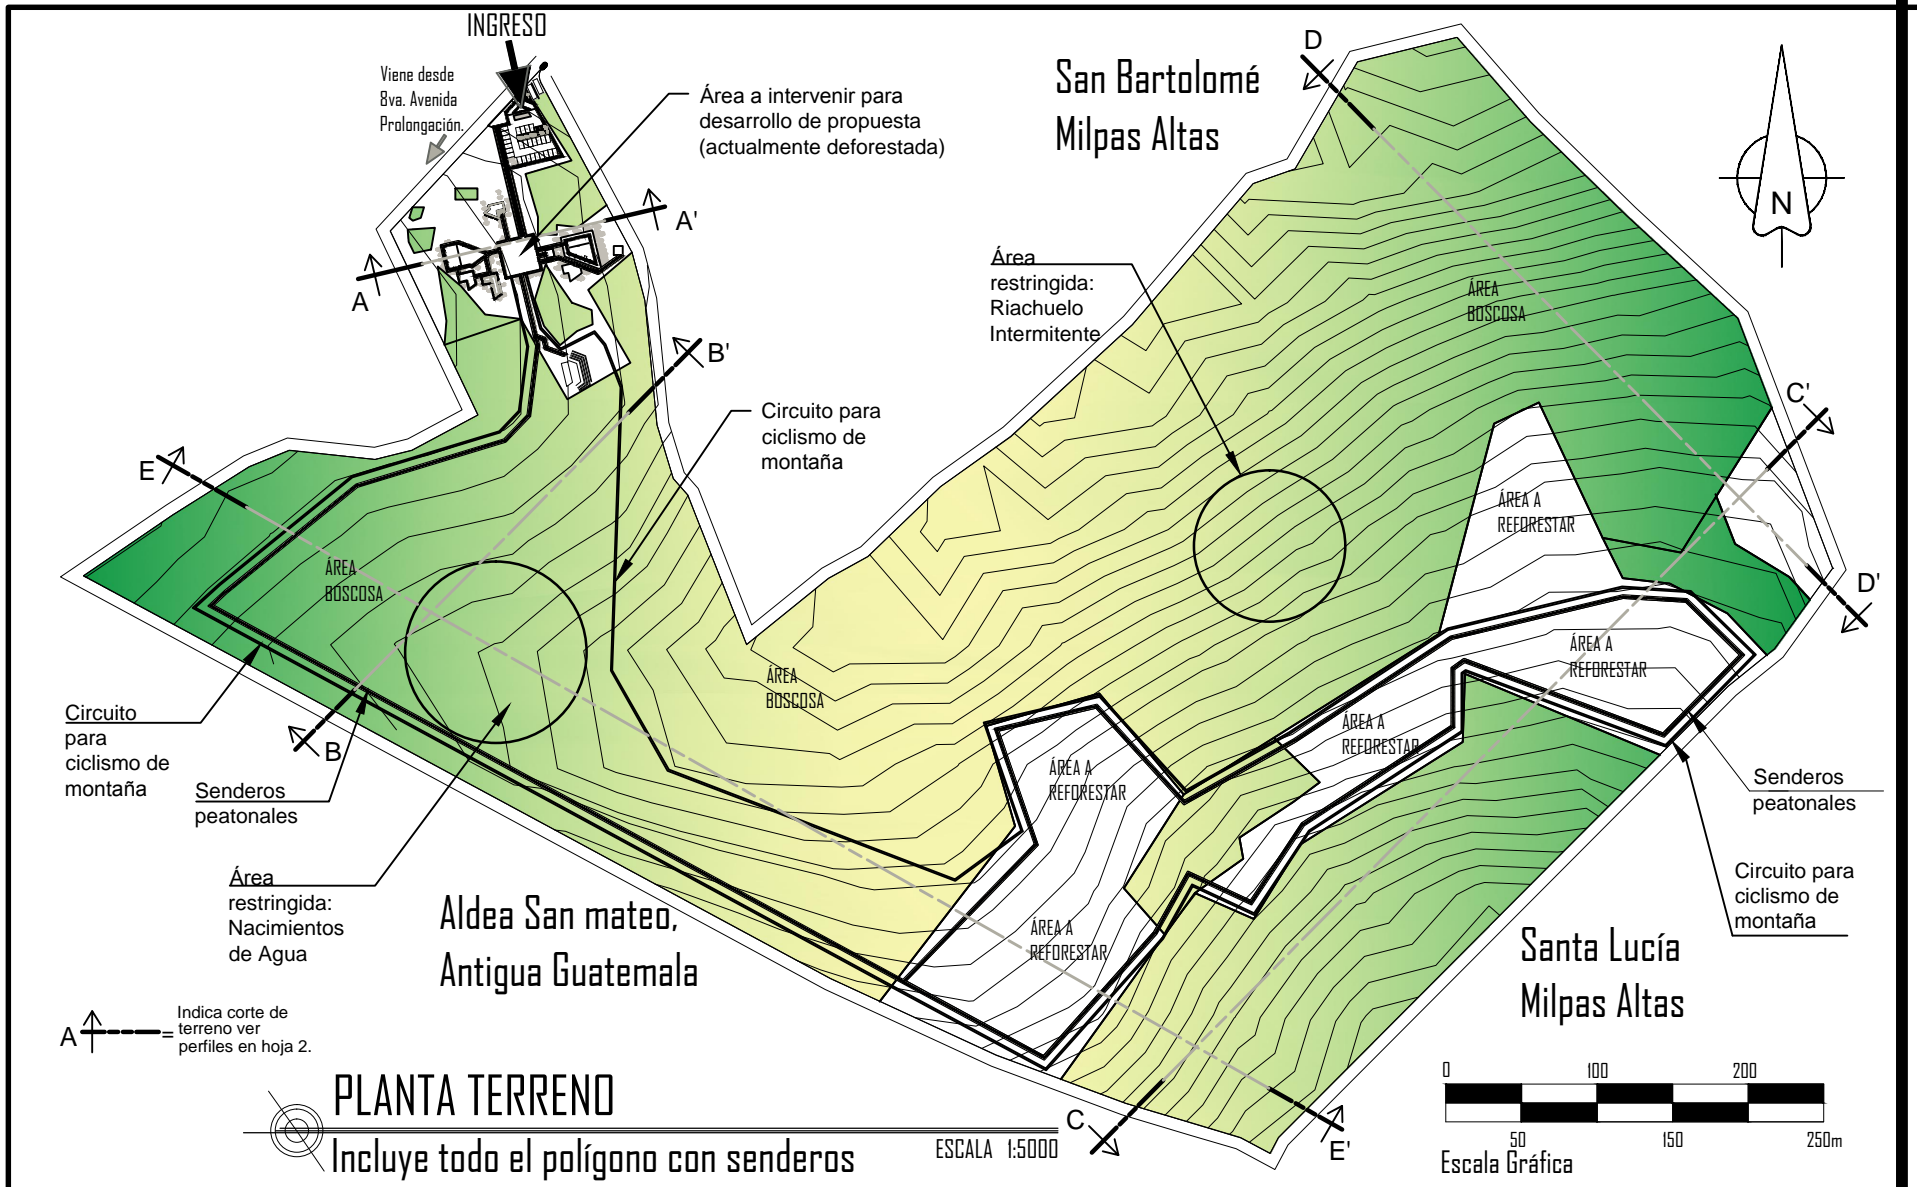 INGRESO
Viene desde
8va. Avenida
Prolongación.
Área a intervenir para
desarrollo de propuesta
(actualmente deforestada)
San Bartolomé
Milpas Altas
D
N
A'
A
B'
Área
restringida:
Riachuelo
Intermitente
ÁREA
BOSCOSA
C'
Circuito para
ciclismo de
montaña
E
ÁREA A
REFORESTAR
ÁREA
BOSCOSA
D'
ÁREA A
REFORESTAR
ÁREA
BOSCOSA
Circuito
para
ciclismo de
montaña
B
ÁREA A
REFORESTAR
ÁREA A
REFORESTAR
Senderos
peatonales
Senderos
peatonales
Área
restringida:
Nacimientos
de Agua
Circuito para
ciclismo de
montaña
Aldea San mateo,
Antigua Guatemala
ÁREA A
REFORESTAR
Santa Lucía
Milpas Altas
A
=
Indica corte de
terreno ver
perfiles en hoja 2.
PLANTA TERRENO
Incluye todo el polígono con senderos
ESCALA 1:5000
C
E'
0 100 200
50 150 250m
Escala Gráfica